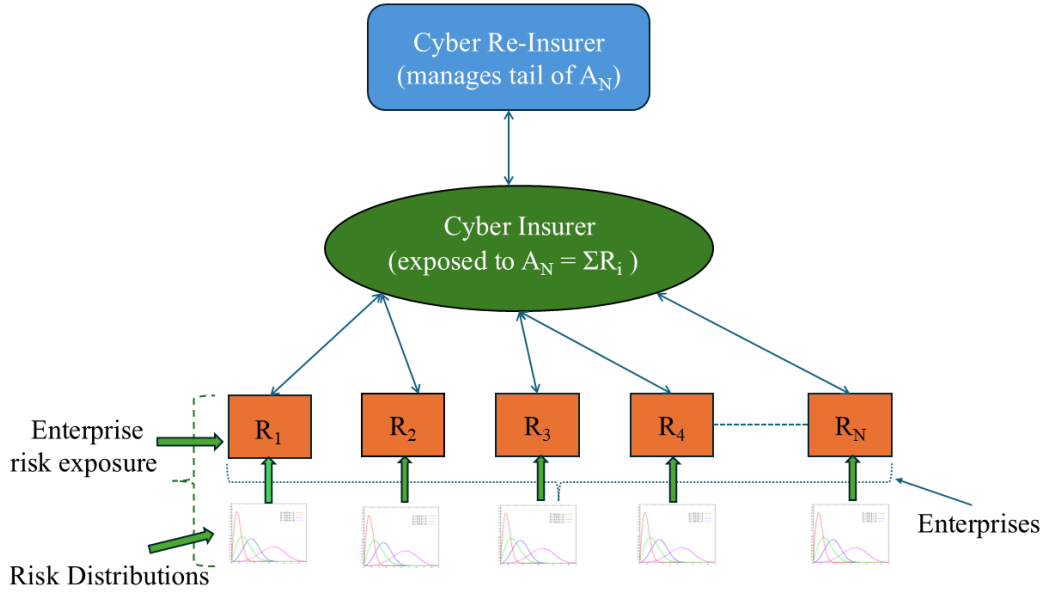 Cyber Re-Insurer
(manages tail of A_N)
Cyber Insurer
(exposed to A_N = ΣR_i )
R_1
R_2
R_3
R_4
R_N
Enterprise
risk exposure
Enterprises
Risk Distributions